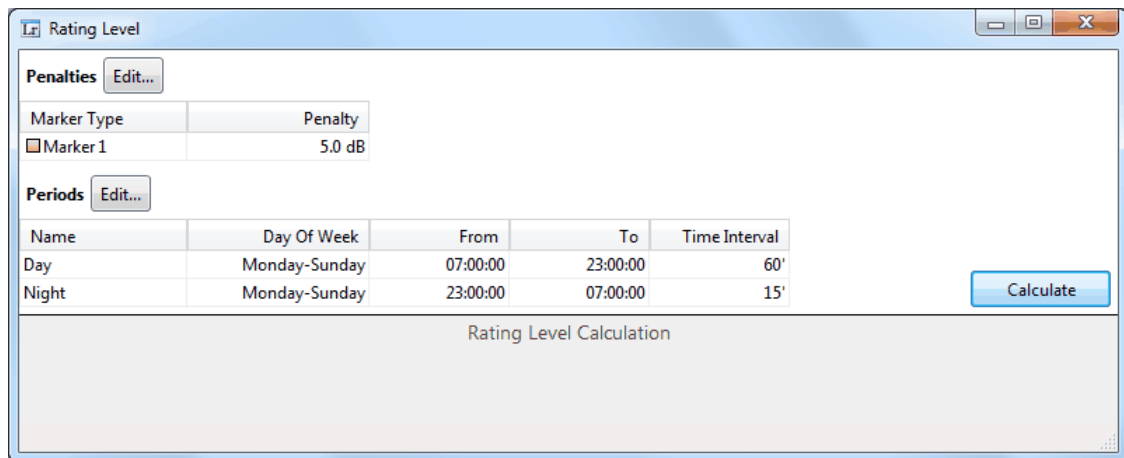 Lr Rating Level
Penalties Edit...
Marker Type Penalty
Marker 1 5.0 dB
Periods Edit...
Name Day Of Week From To Time Interval
Day Monday-Sunday 07:00:00 23:00:00 60'
Night Monday-Sunday 23:00:00 07:00:00 15'
Calculate
Rating Level Calculation